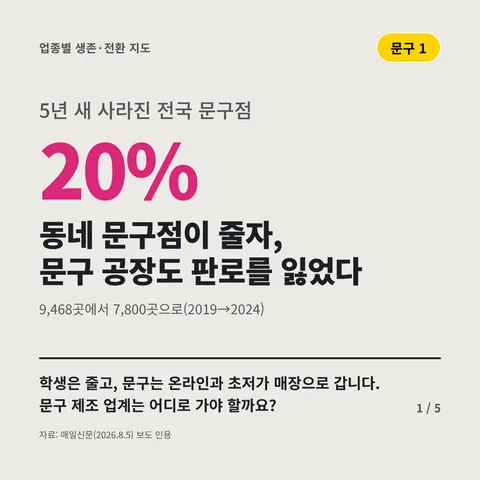 업종별 생존·전환 지도
문구 1
5년 새 사라진 전국 문구점
20%
동네 문구점이 줄자,
문구 공장도 판로를 잃었다
9,468곳에서 7,800곳으로(2019→2024)
학생은 줄고, 문구는 온라인과 초저가 매장으로 갑니다.
문구 제조 업계는 어디로 가야 할까요?
1 / 5
자료: 매일신문(2026.8.5) 보도 인용